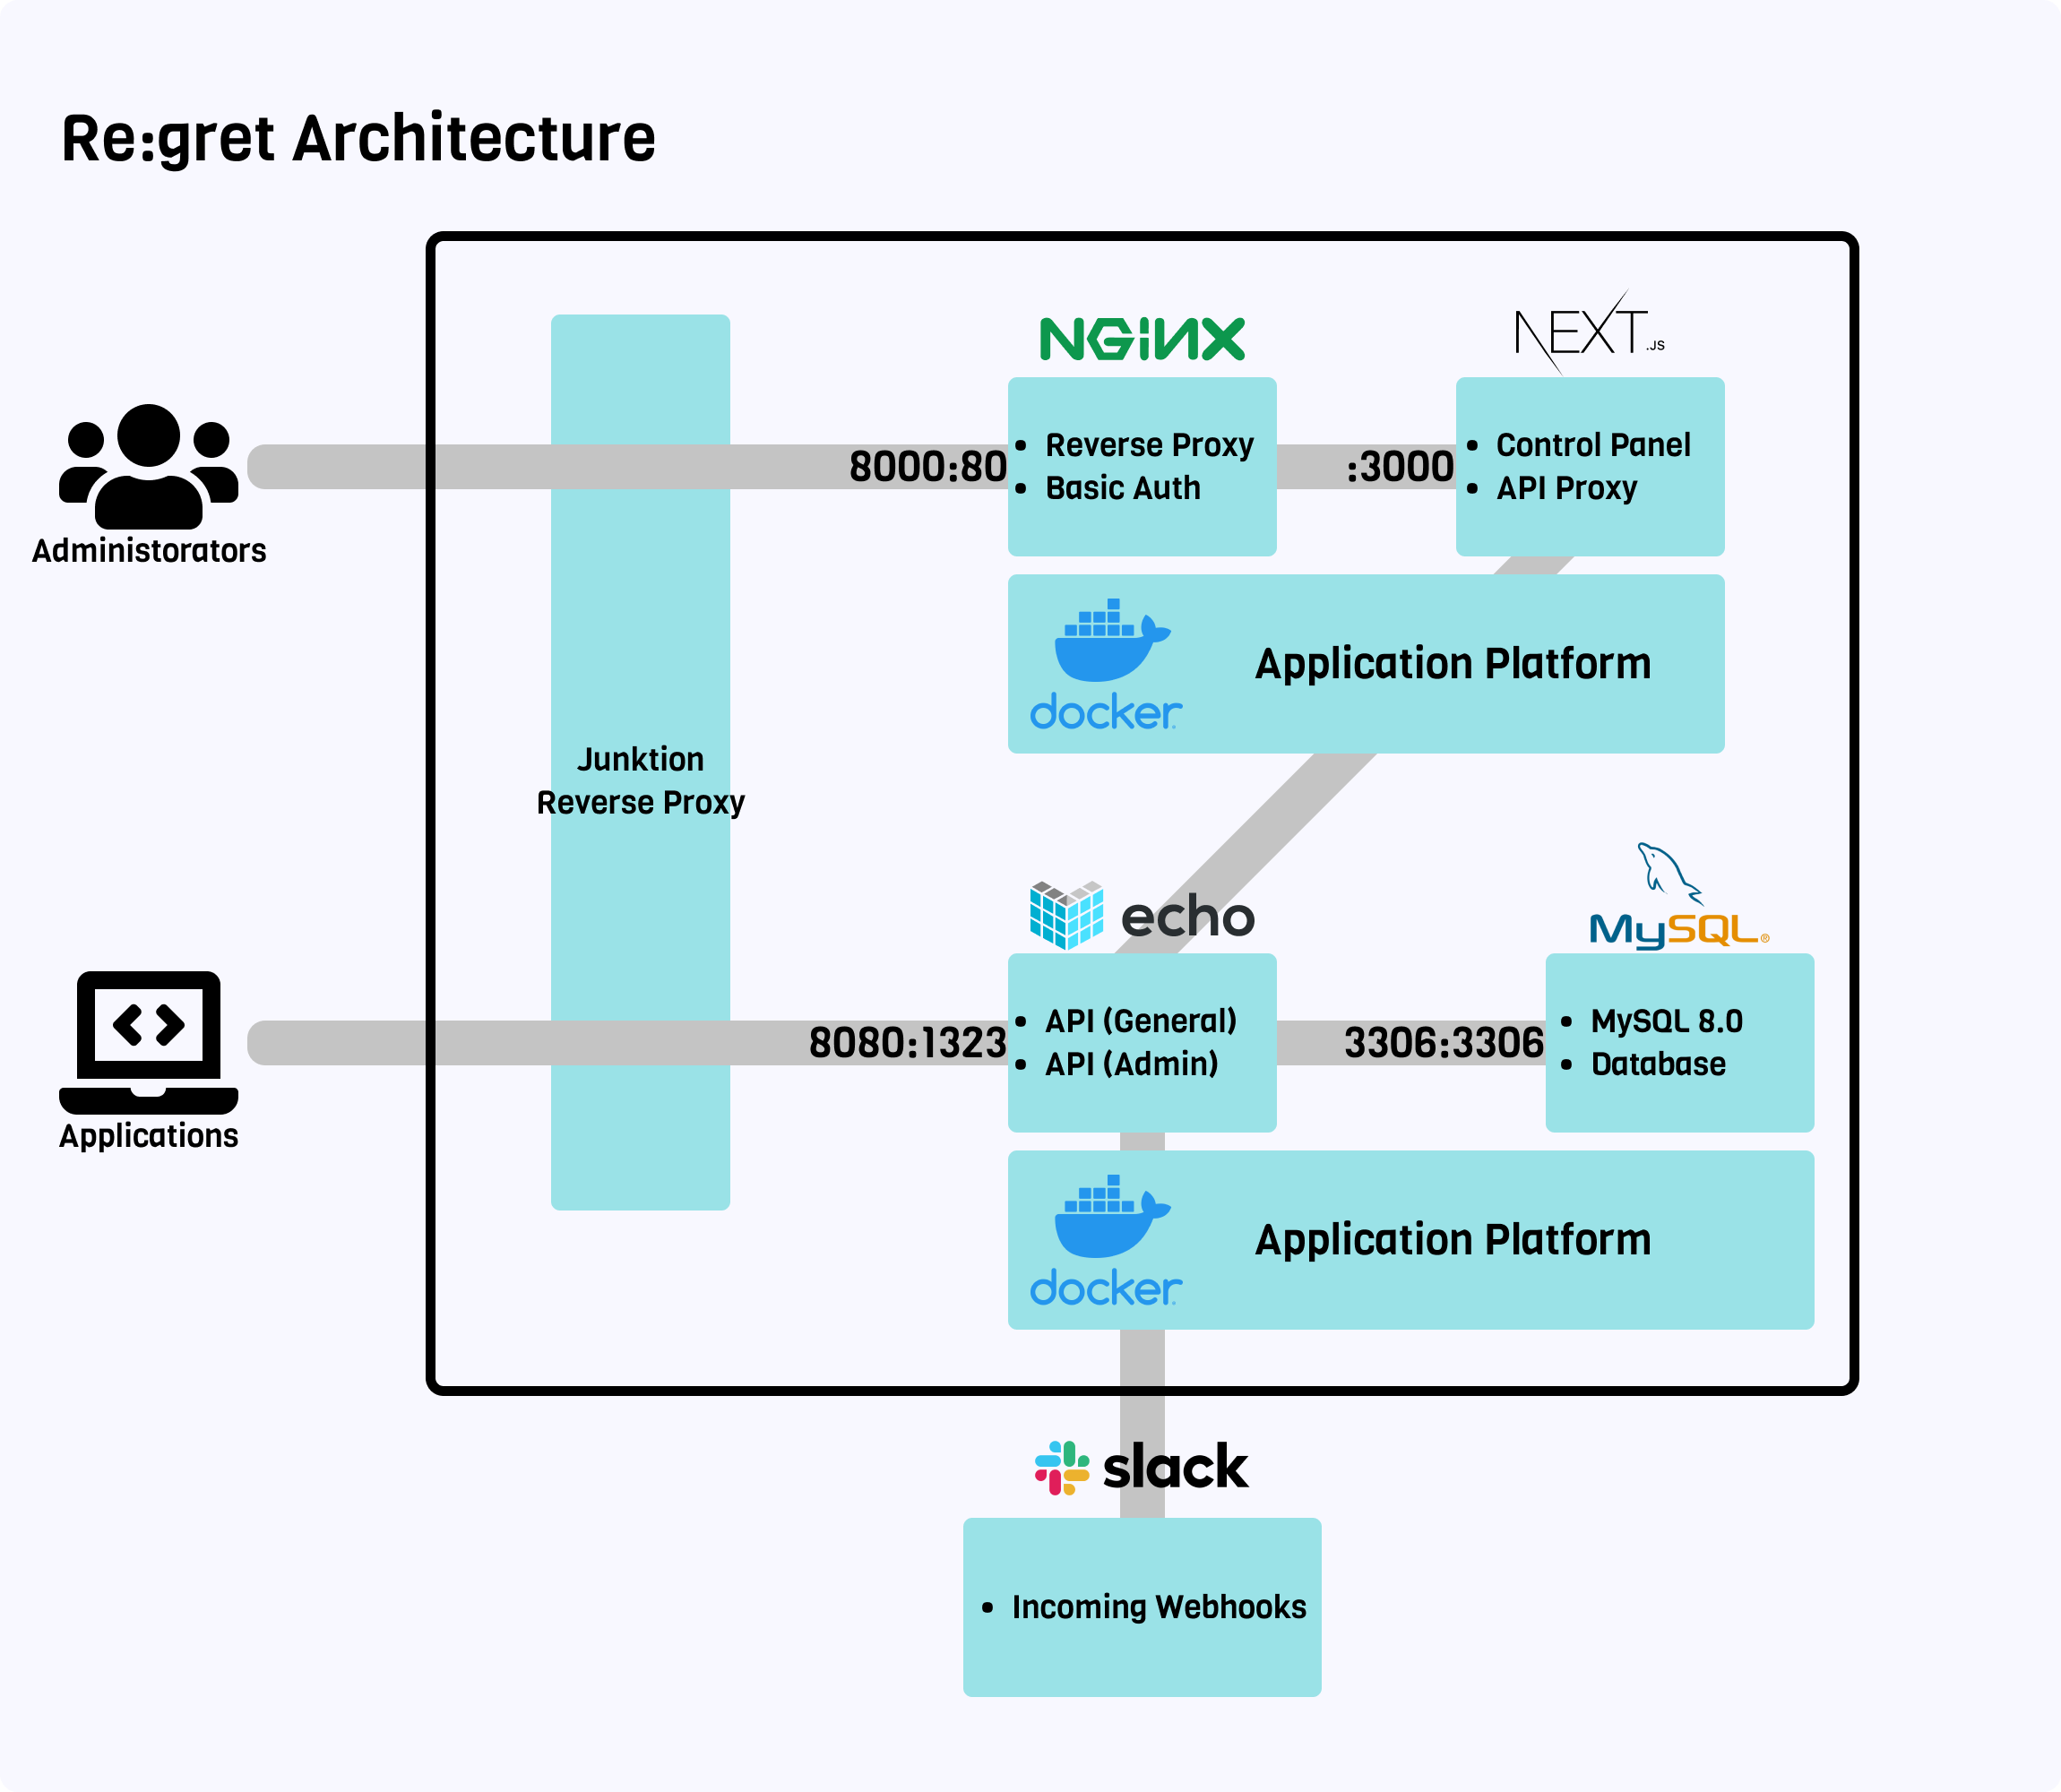 Re:gret Architecture
NGINX
NEXT.JS
8000:80
• Reverse Proxy
• Basic Auth
:3000
• Control Panel
• API Proxy
Administorators
docker
Application Platform
Junktion
Reverse Proxy
echo
MySQL®
8080:1323
• API (General)
• API (Admin)
3306:3306
• MySQL 8.0
• Database
Applications
docker
Application Platform
slack
• Incoming Webhooks